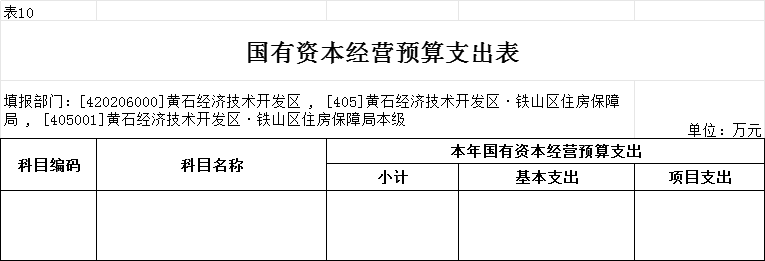 表10
国有资本经营预算支出表
填报部门：[420206000]黄石经济技术开发区 , [405]黄石经济技术开发区·铁山区住房保障
局 , [405001]黄石经济技术开发区·铁山区住房保障局本级
单位：万元
科目编码 科目名称 本年国有资本经营预算支出
小计 基本支出 项目支出